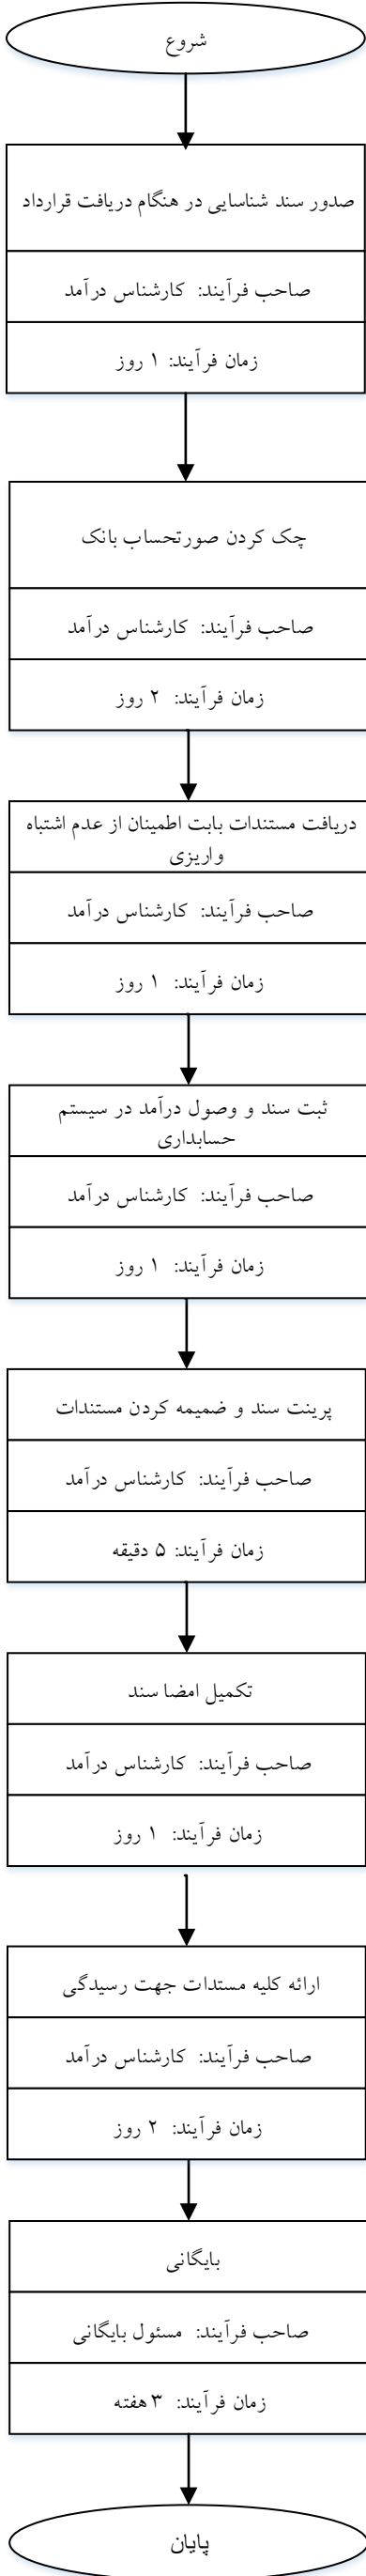 شروع
صدور سند شناسایی در هنگام دریافت قرارداد
صاحب فرآیند: کارشناس درآمد
زمان فرآیند: ۱ روز
چک کردن صورتحساب بانک
صاحب فرآیند: کارشناس درآمد
زمان فرآیند: ۲ روز
دریافت مستندات بابت اطمینان از عدم اشتباه
واریزی
صاحب فرآیند: کارشناس درآمد
زمان فرآیند: ۱ روز
ثبت سند و وصول درآمد در سیستم
حسابداری
صاحب فرآیند: کارشناس درآمد
زمان فرآیند: ۱ روز
پرینت سند و ضمیمه کردن مستندات
صاحب فرآیند: کارشناس درآمد
زمان فرآیند: ۵ دقیقه
تکمیل امضا سند
صاحب فرآیند: کارشناس درآمد
زمان فرآیند: ۱ روز
ارائه کلیه مستدات جهت رسیدگی
صاحب فرآیند: کارشناس درآمد
زمان فرآیند: ۲ روز
بایگانی
صاحب فرآیند: مسئول بایگانی
زمان فرآیند: ۳هفته
پایان